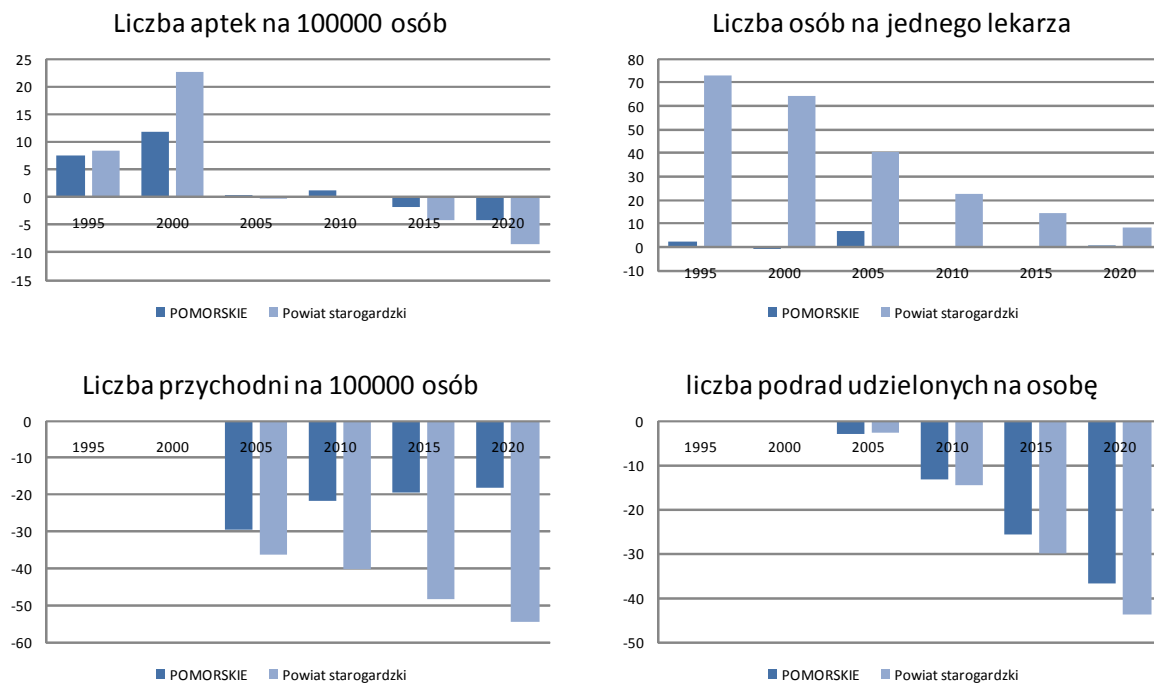 Liczba aptek na 100000 osób
25
20
15
10
5
0
-5
-10
-15
1995 2000 2005 2010 2015 2020
POMORSKIE Powiat starogardzki
Liczba osób na jednego lekarza
80
70
60
50
40
30
20
10
0
-10
1995 2000 2005 2010 2015 2020
POMORSKIE Powiat starogardzki
Liczba przychodni na 100000 osób
0
-10
-20
-30
-40
-50
-60
1995 2000 2005 2010 2015 2020
POMORSKIE Powiat starogardzki
liczba podrad udzielonych na osobę
0
-10
-20
-30
-40
-50
1995 2000 2005 2010 2015 2020
POMORSKIE Powiat starogardzki